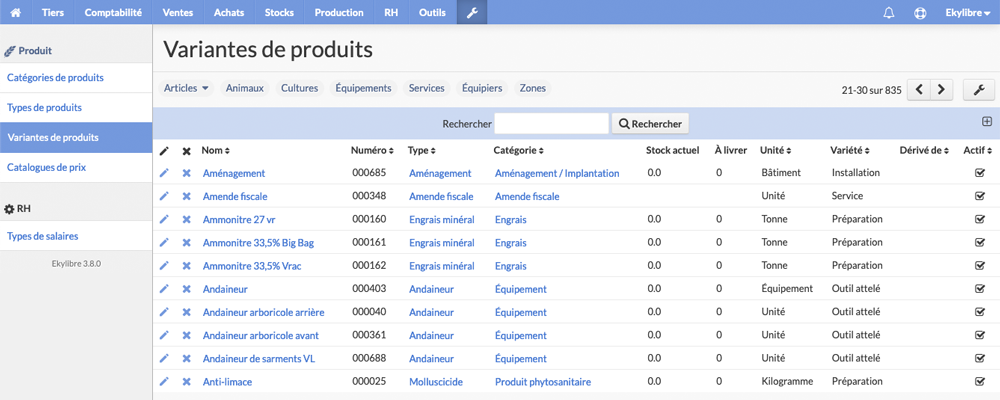 Tiers Comptabilité Ventes Achats Stocks Production RH Outils Ekylibre
Produit
Catégories de produits
Types de produits
Variantes de produits
Catalogues de prix
RH
Types de salaires
Ekylibre 3.8.0
Variantes de produits
Articles Animaux Cultures Équipements Services Équipiers Zones 21-30 sur 835
Rechercher Rechercher
Nom Numéro Type Catégorie Stock actuel À livrer Unité Variété Dérivé de Actif
Aménagement 000685 Aménagement Aménagement / Implantation 0.0 0 Bâtiment Installation
Amende fiscale 000348 Amende fiscale Amende fiscale Unité Service
Ammonitre 27 vr 000160 Engrais minéral Engrais 0.0 0 Tonne Préparation
Ammonitre 33,5% Big Bag 000161 Engrais minéral Engrais 0.0 0 Tonne Préparation
Ammonitre 33,5% Vrac 000162 Engrais minéral Engrais 0.0 0 Tonne Préparation
Andaineur 000403 Andaineur Équipement 0.0 0 Équipement Outil attelé
Andaineur arboricole arrière 000040 Andaineur Équipement 0.0 0 Unité Outil attelé
Andaineur arboricole avant 000361 Andaineur Équipement 0.0 0 Unité Outil attelé
Andaineur de sarments VL 000688 Andaineur Équipement 0.0 0 Unité Outil attelé
Anti-limace 000025 Molluscicide Produit phytosanitaire 0.0 0 Kilogramme Préparation